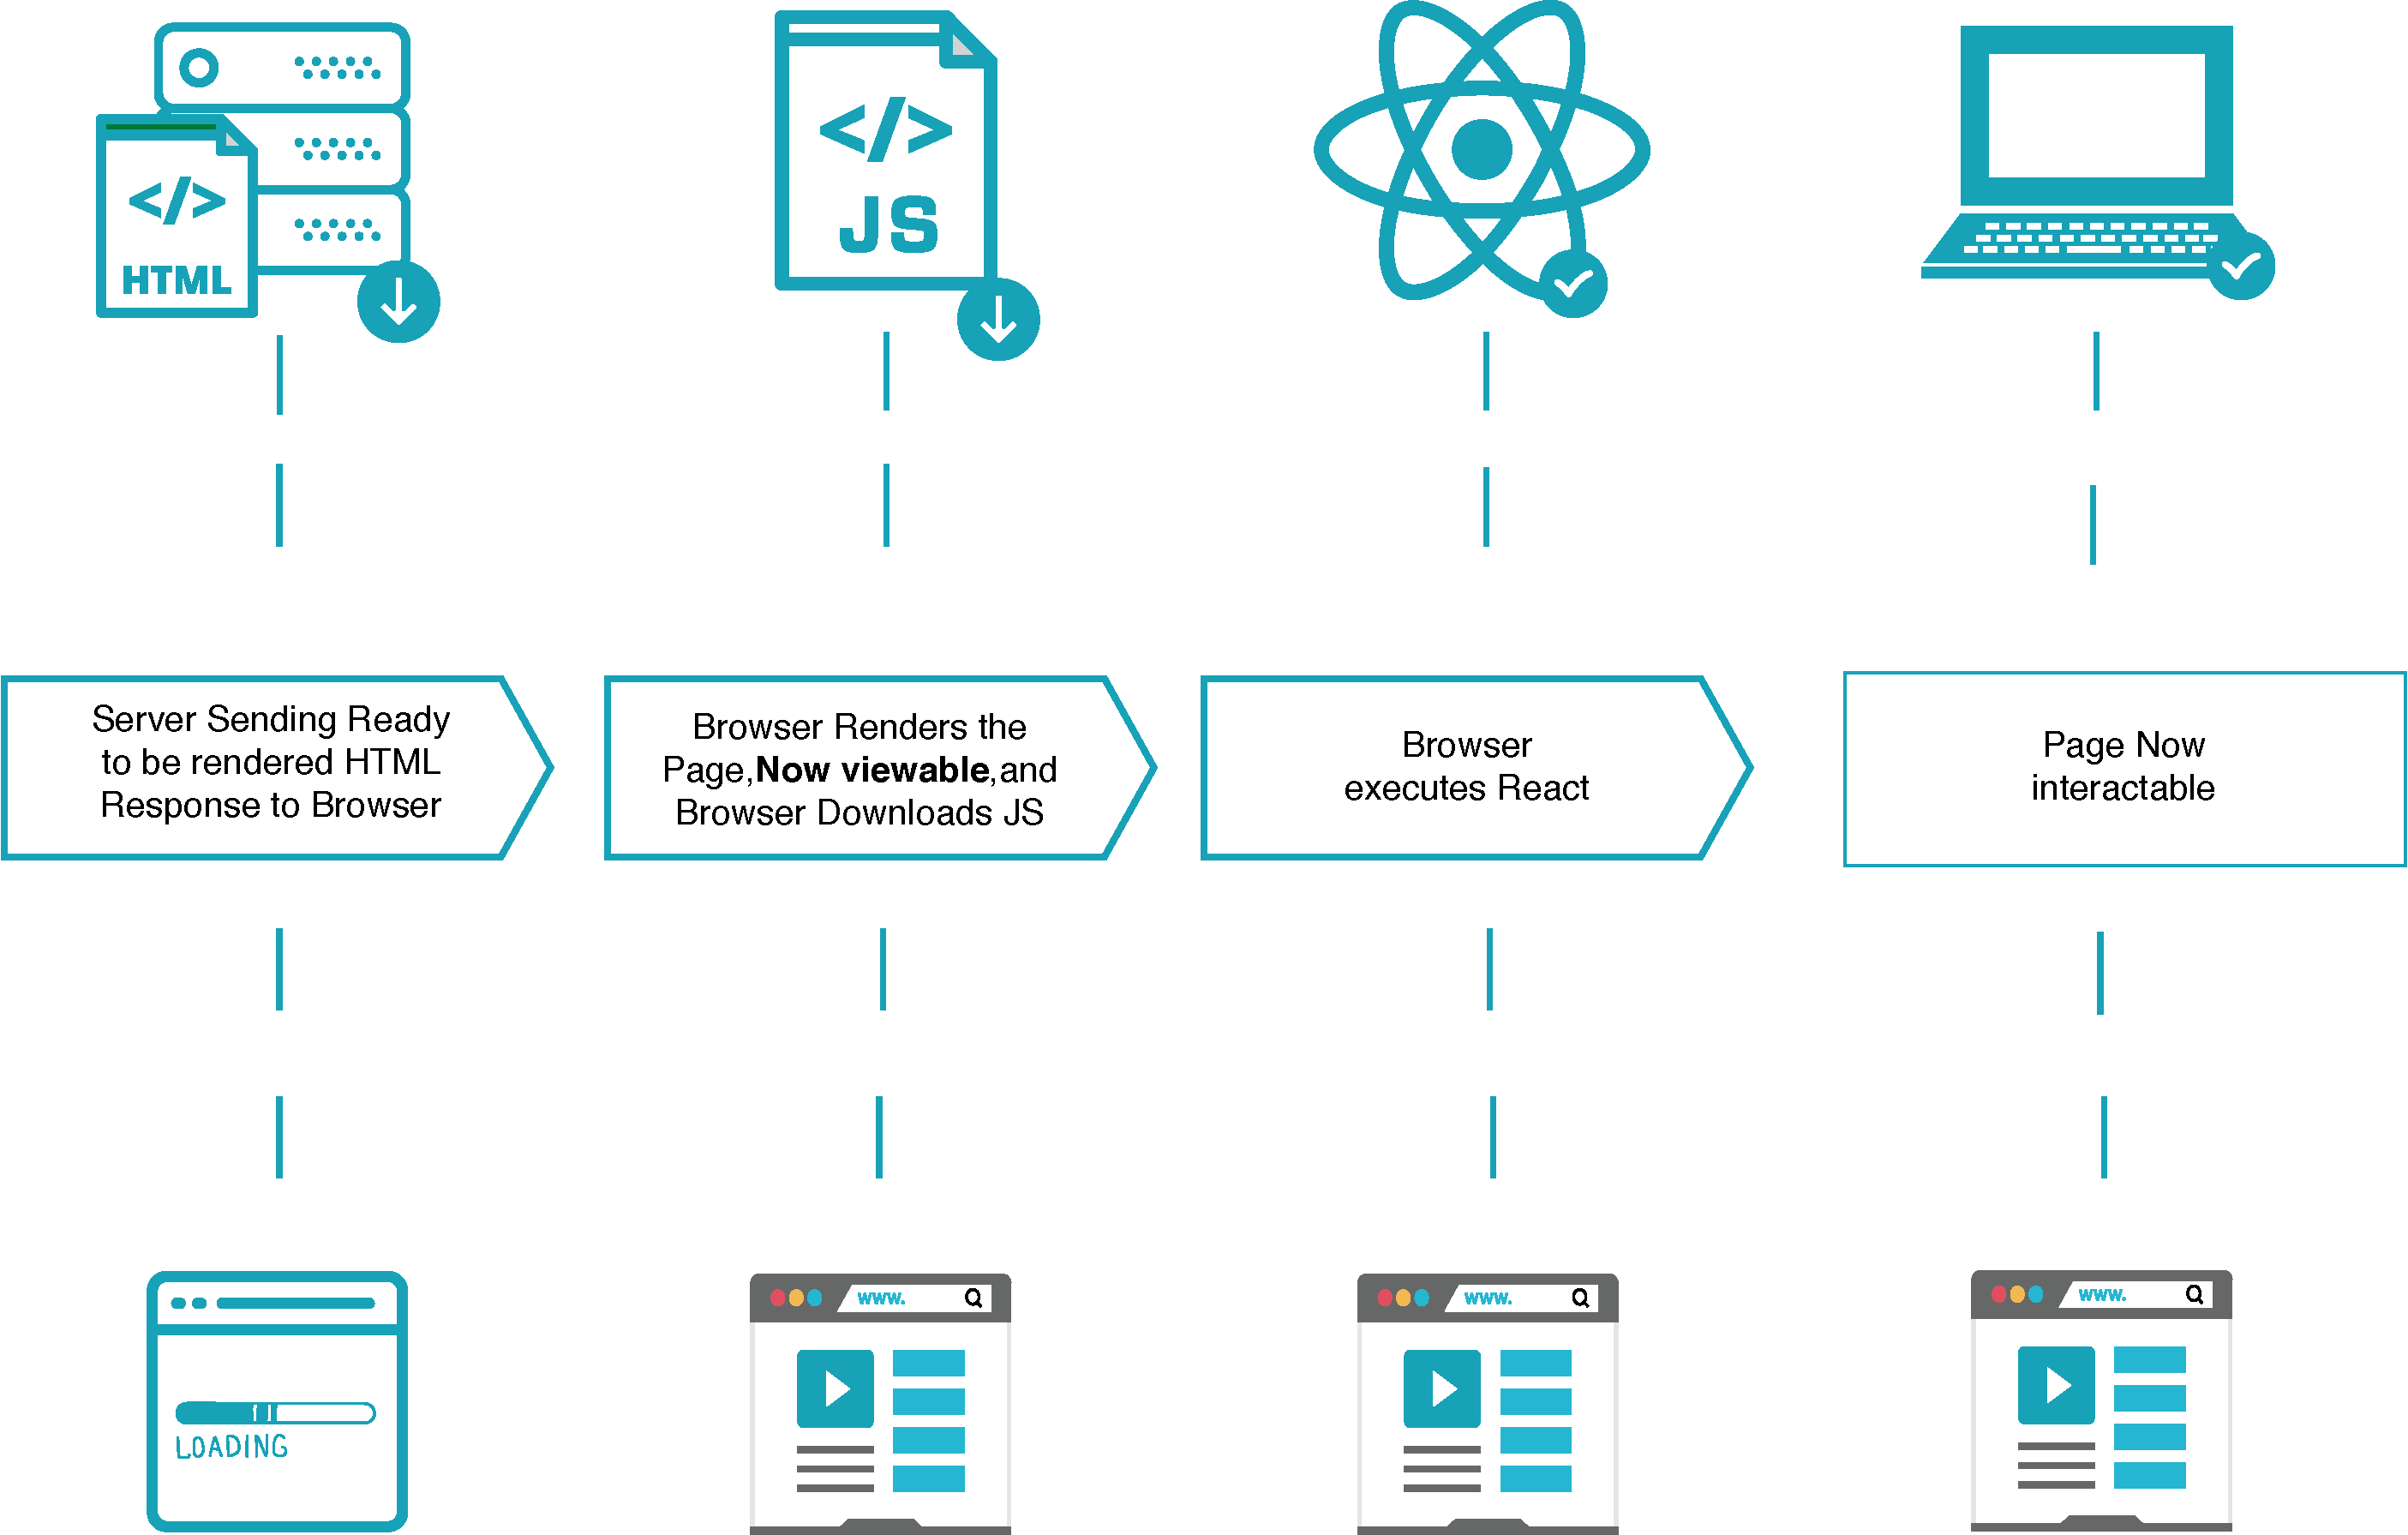 </>
HTML
</>
JS
Server Sending Ready
to be rendered HTML
Response to Browser
Browser Renders the
Page,Now viewable,and
Browser Downloads JS
Browser
executes React
Page Now
interactable
LOADING
www.
www.
www.